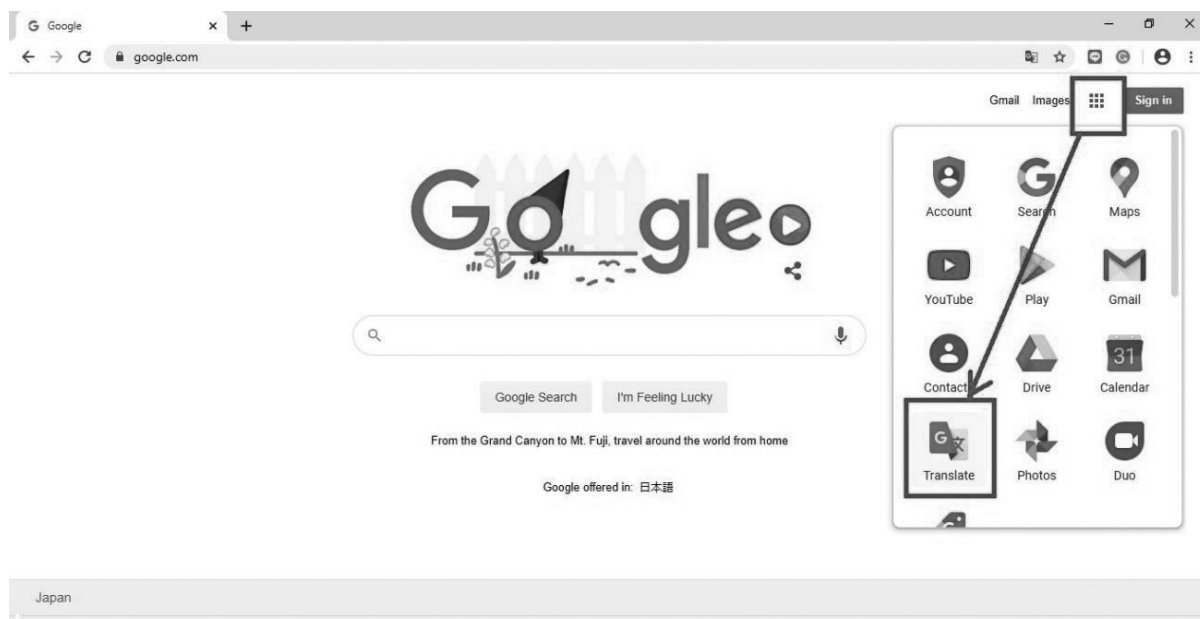 G Google
google.com
Gmail Images Sign in
Google
Account Search Maps
YouTube Play Gmail
Contacts Drive 31 Calendar
G 文 Translate Photos Duo
G
Google Search I'm Feeling Lucky
From the Grand Canyon to Mt. Fuji, travel around the world from home
Google offered in: 日本語
Japan